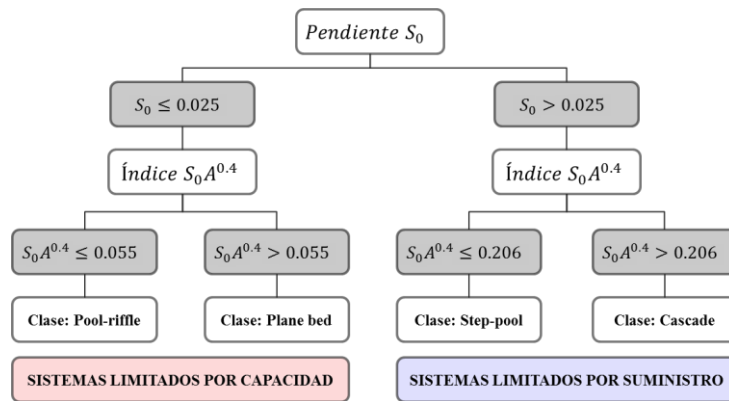 Pendiente S₀
S₀ ≤ 0.025
S₀ > 0.025
Índice S₀A⁰·⁴
Índice S₀A⁰·⁴
S₀A⁰·⁴ ≤ 0.055
S₀A⁰·⁴ > 0.055
S₀A⁰·⁴ ≤ 0.206
S₀A⁰·⁴ > 0.206
Clase: Pool-riffle
Clase: Plane bed
Clase: Step-pool
Clase: Cascade
SISTEMAS LIMITADOS POR CAPACIDAD
SISTEMAS LIMITADOS POR SUMINISTRO